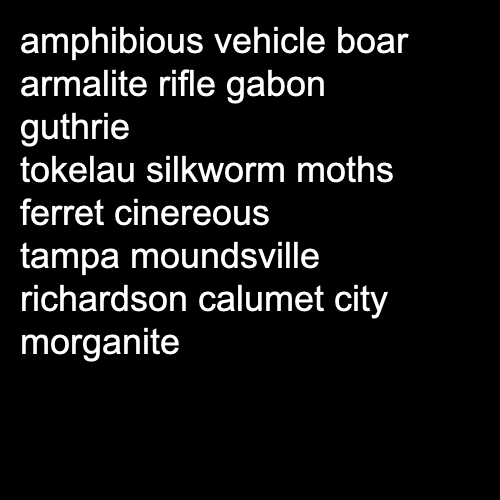 amphibious vehicle boar
armalite rifle gabon
guthrie
tokelau silkworm moths
ferret cinereous
tampa moundsville
richardson calumet city
morganite